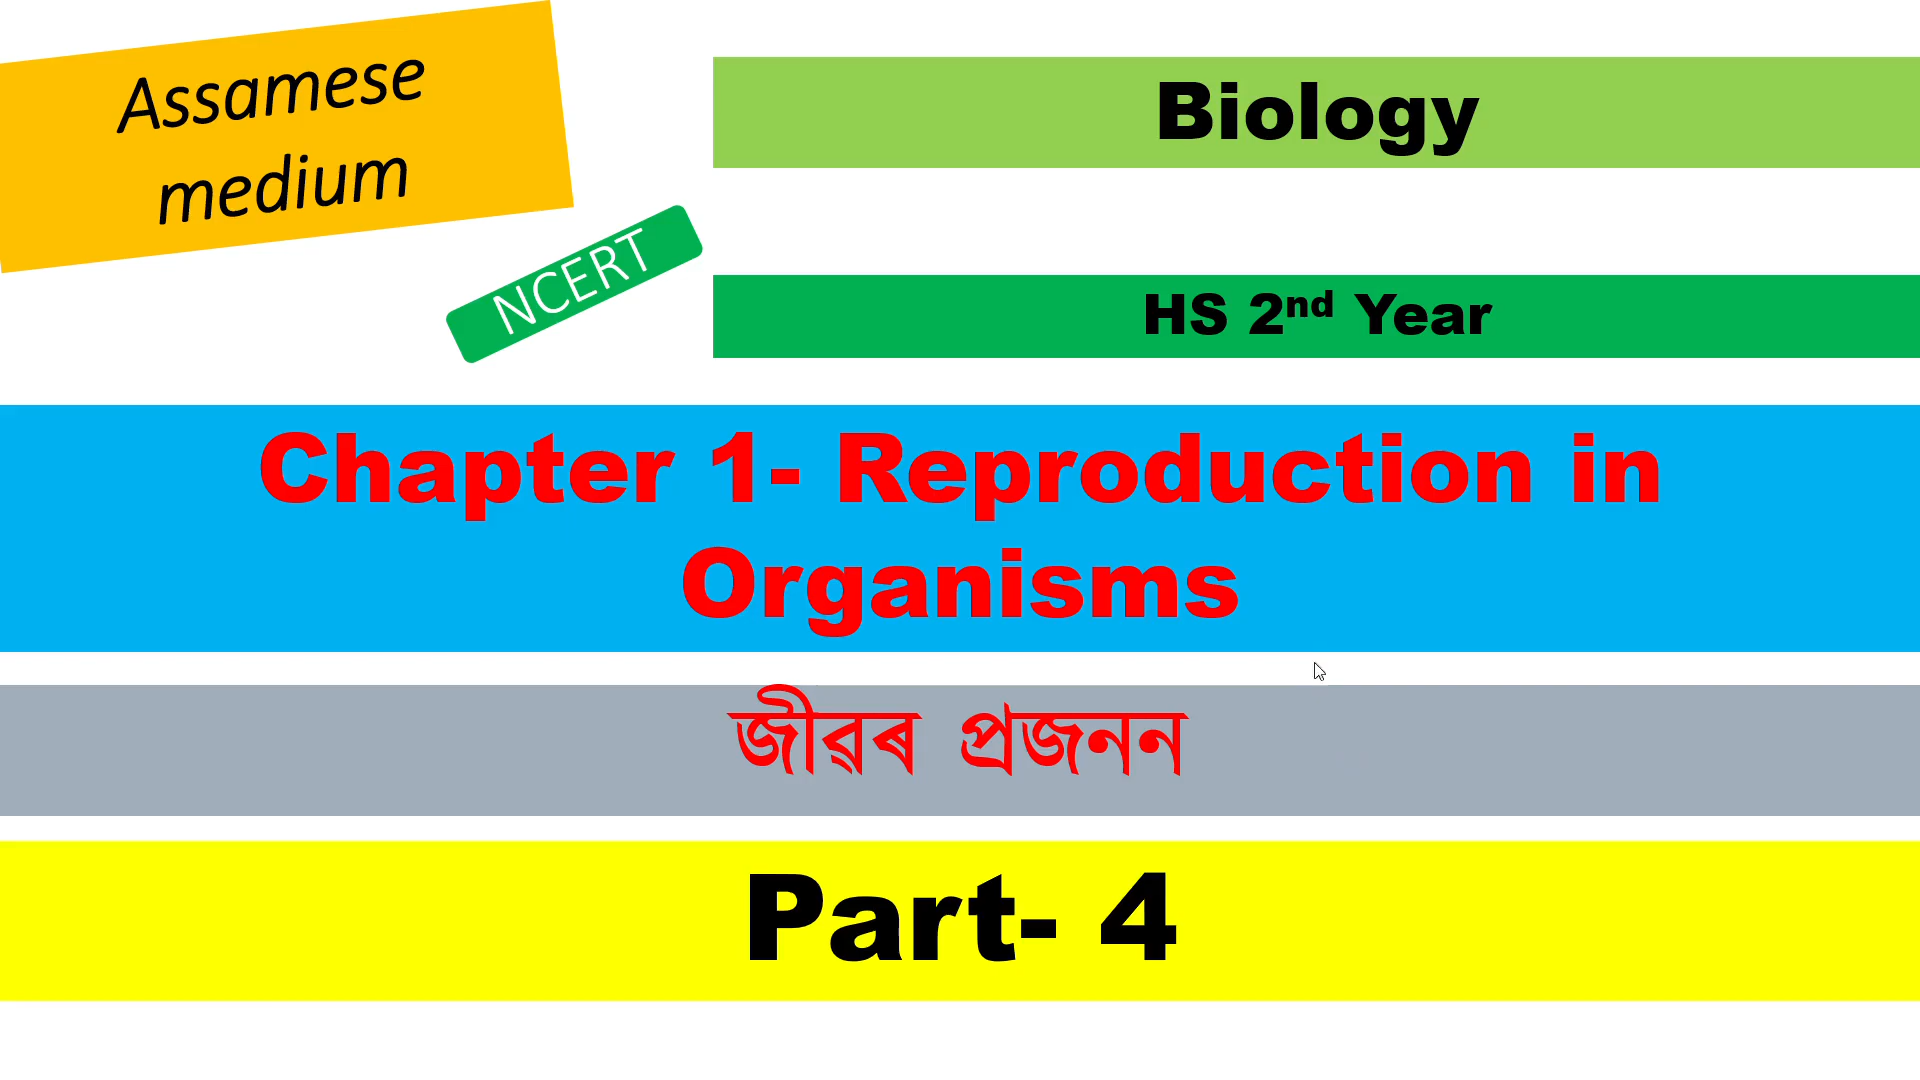 Assamese
medium
NCERT
Biology
HS 2nd Year
Chapter 1- Reproduction in
Organisms
জীৱৰ প্ৰজনন
Part- 4